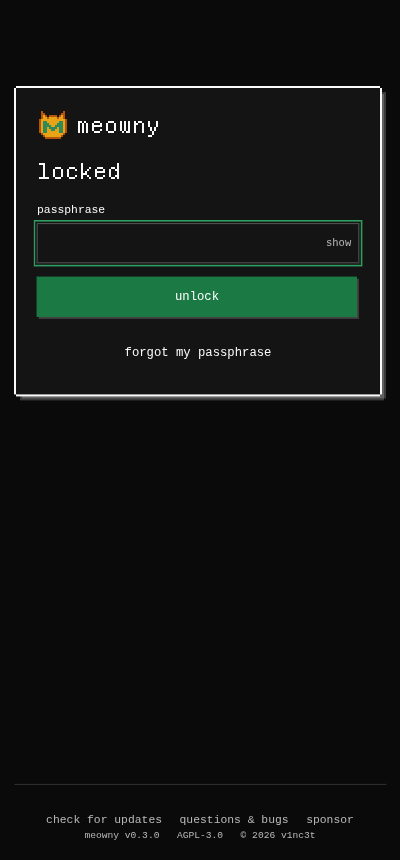 meowny
locked
passphrase
show
unlock
forgot my passphrase
check for updates questions & bugs sponsor
meowny v0.3.0 AGPL-3.0 © 2026 v1nc3t